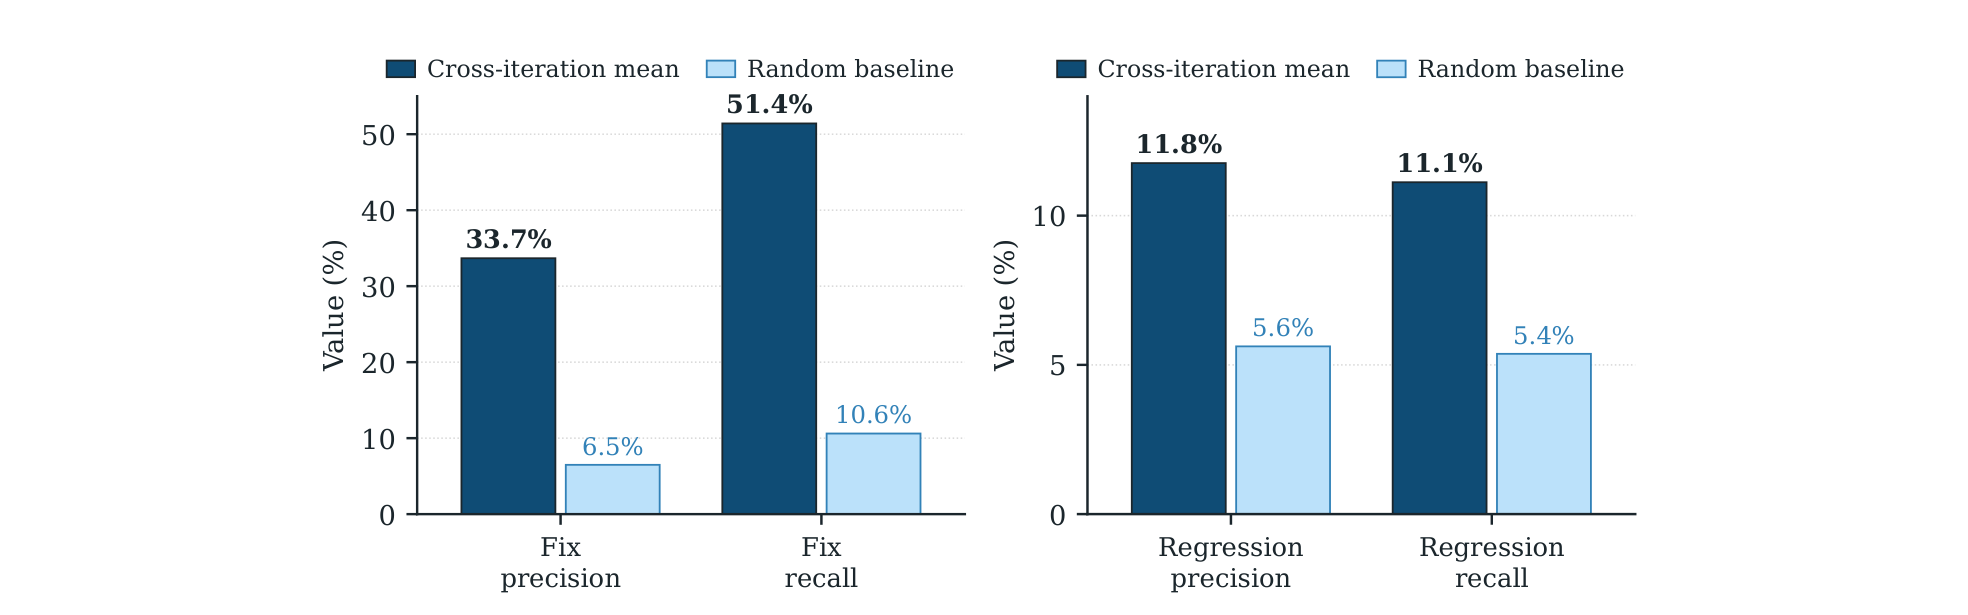 Cross-iteration mean Random baseline
51.4%
50
40
33.7%
30
20
10.6%
10
6.5%
0
Value (%)
Fix precision
Fix recall
Cross-iteration mean Random baseline
11.8%
11.1%
10
5.6%
5.4%
5
0
Value (%)
Regression precision
Regression recall